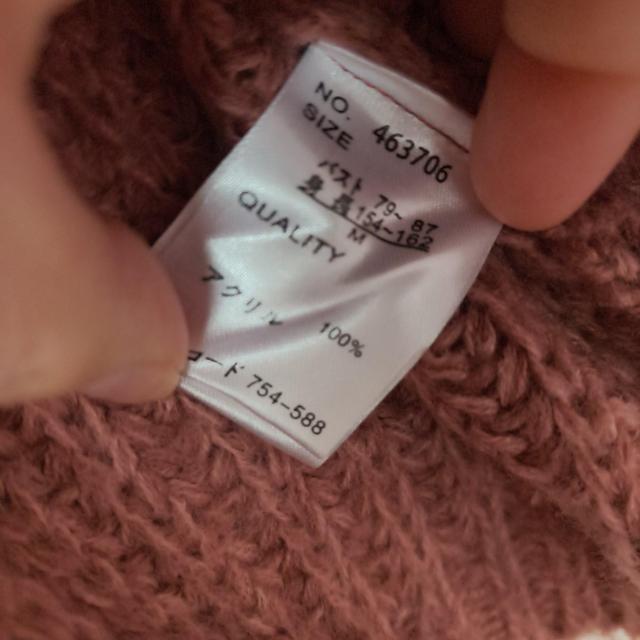 NO. 463706
SIZE
バスト 79~87
身長 154~162
M
QUALITY
アクリル 100%
コード 754-588